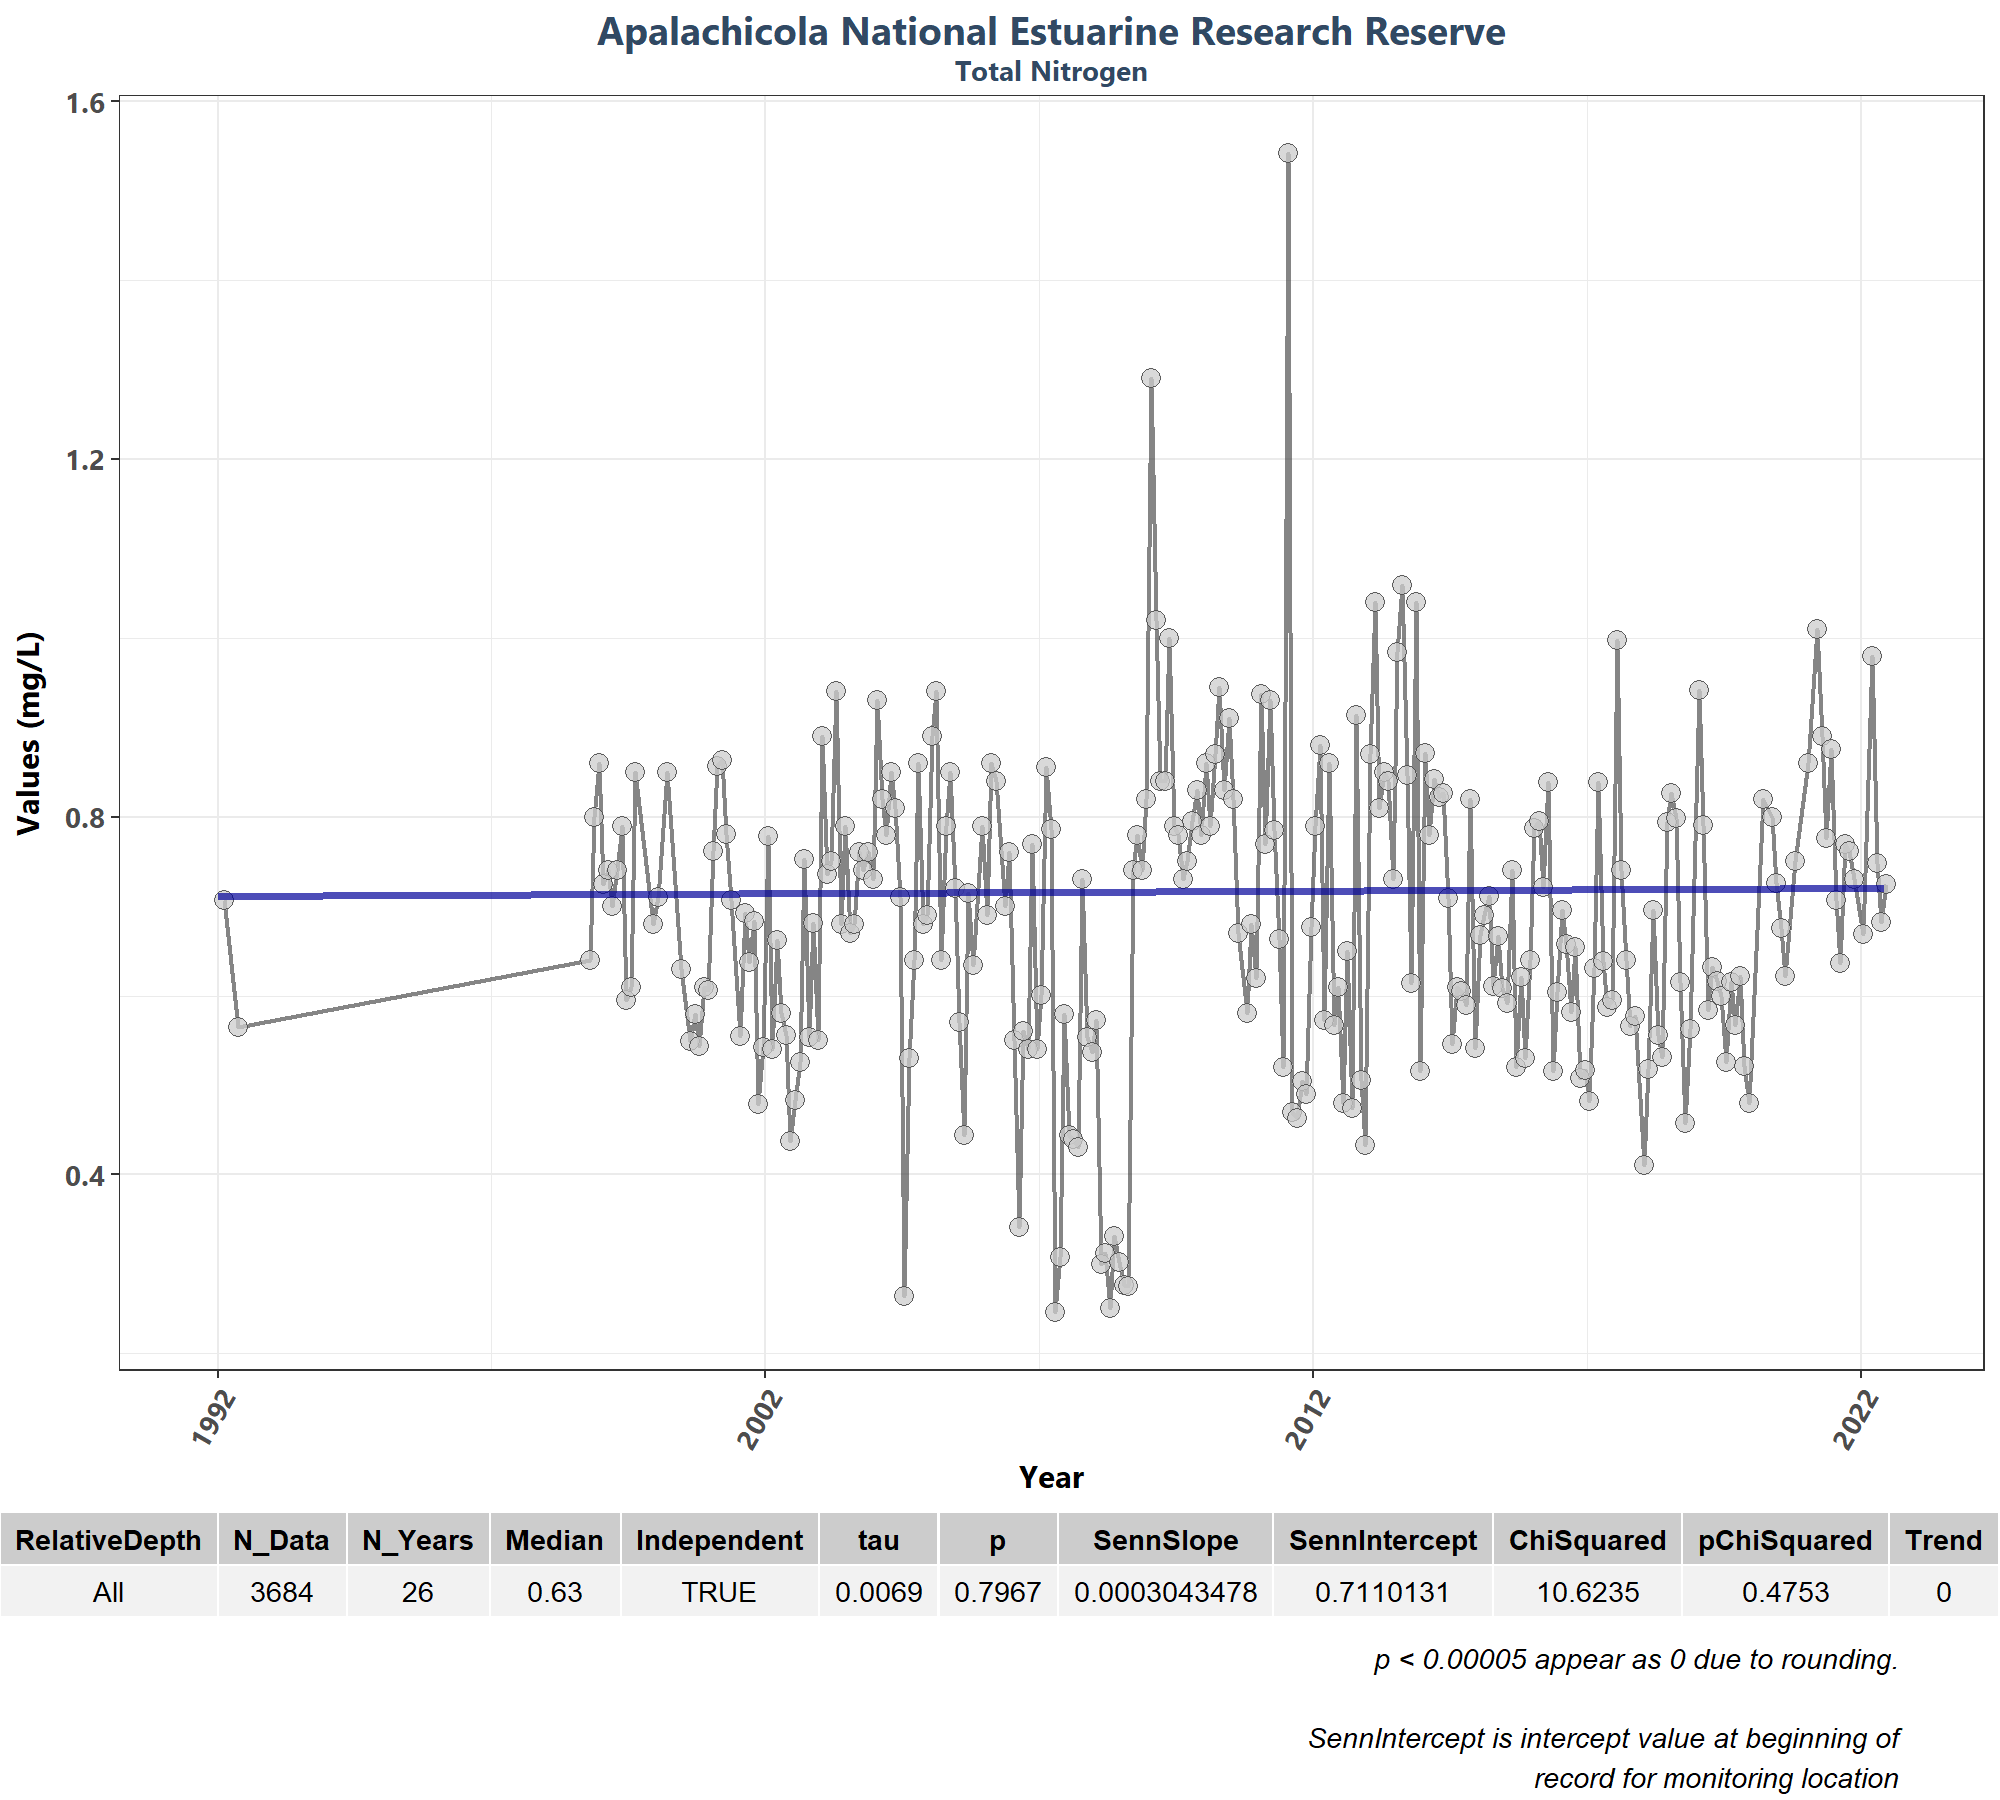 Apalachicola National Estuarine Research Reserve
Total Nitrogen
1.6
1.2
0.8
0.4
Values (mg/L)
1992
2002
2012
2022
Year
RelativeDepth N_Data N_Years Median Independent tau p SennSlope SennIntercept ChiSquared pChiSquared Trend
All 3684 26 0.63 TRUE 0.0069 0.7967 0.0003043478 0.7110131 10.6235 0.4753 0
p < 0.00005 appear as 0 due to rounding.
SennIntercept is intercept value at beginning of
record for monitoring location